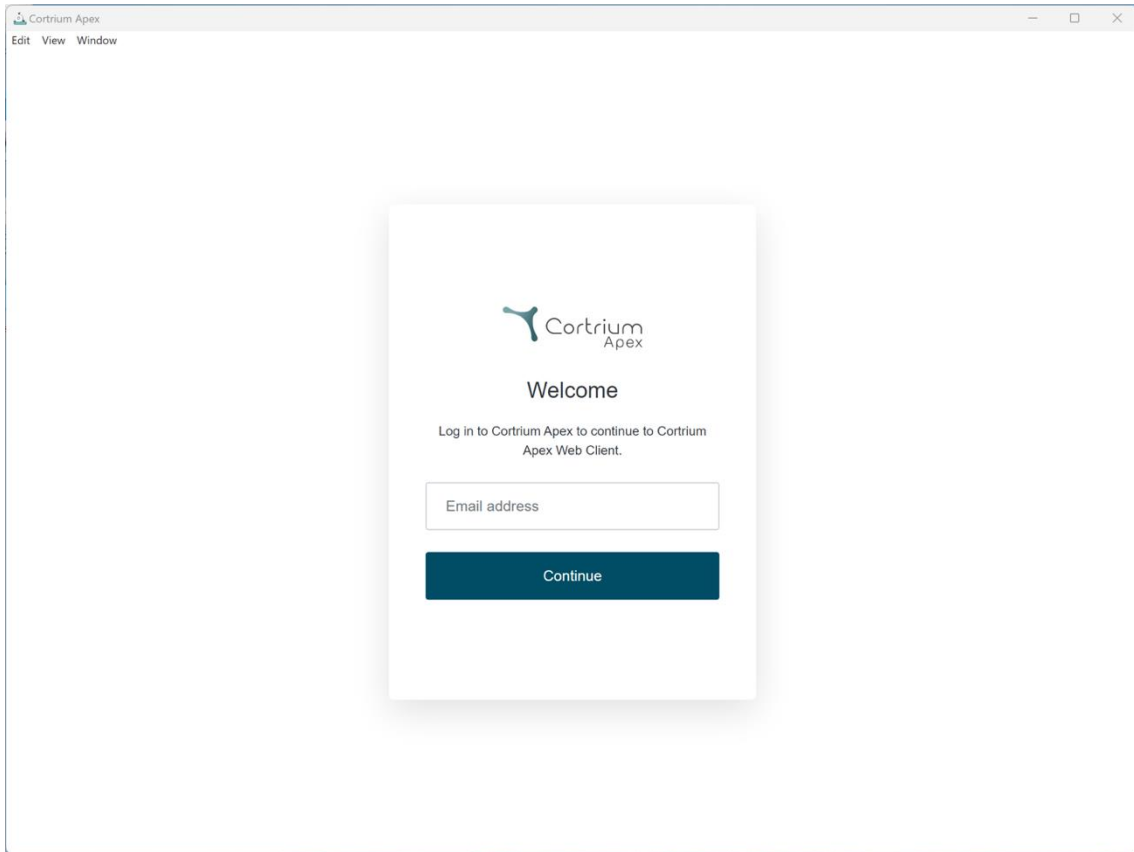 Cortrium Apex
Edit View Window
Cortrium
Apex
Welcome
Log in to Cortrium Apex to continue to Cortrium
Apex Web Client.
Email address
Continue